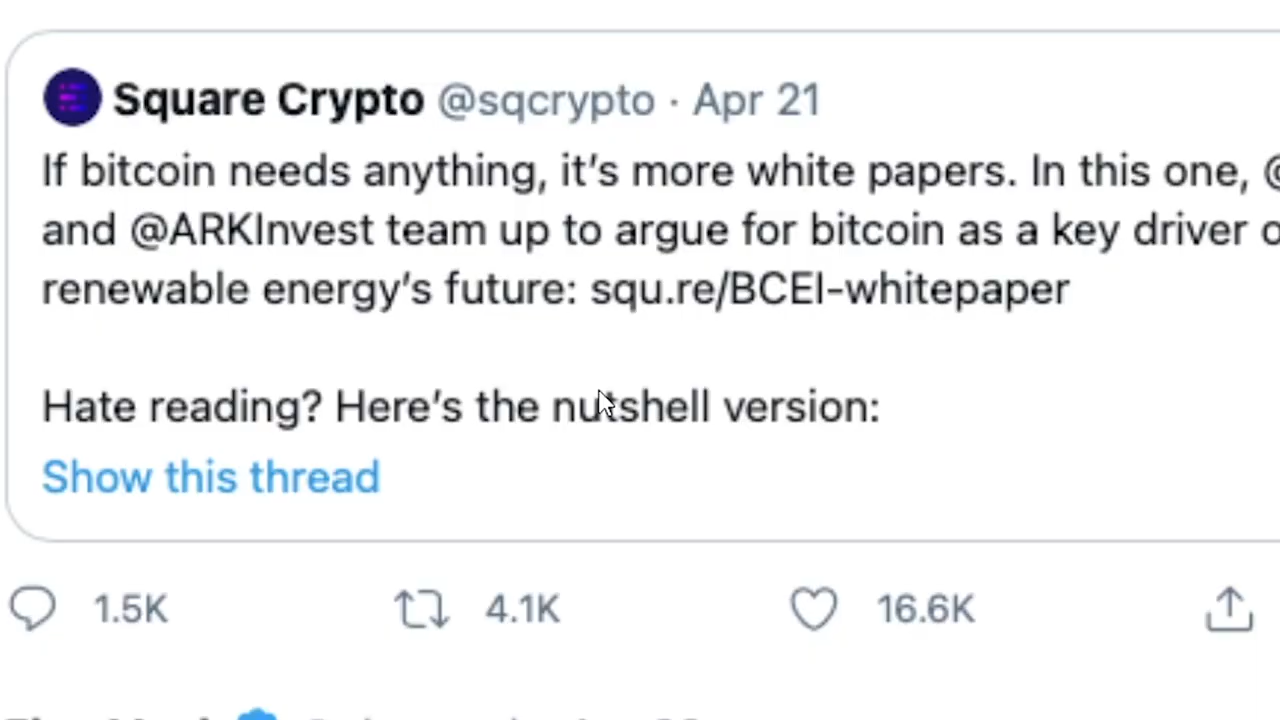 Square Crypto @sqcrypto · Apr 21
If bitcoin needs anything, it’s more white papers. In this one, @
and @ARKInvest team up to argue for bitcoin as a key driver o
renewable energy’s future: squ.re/BCEI-whitepaper
Hate reading? Here’s the nutshell version:
Show this thread
1.5K 4.1K 16.6K